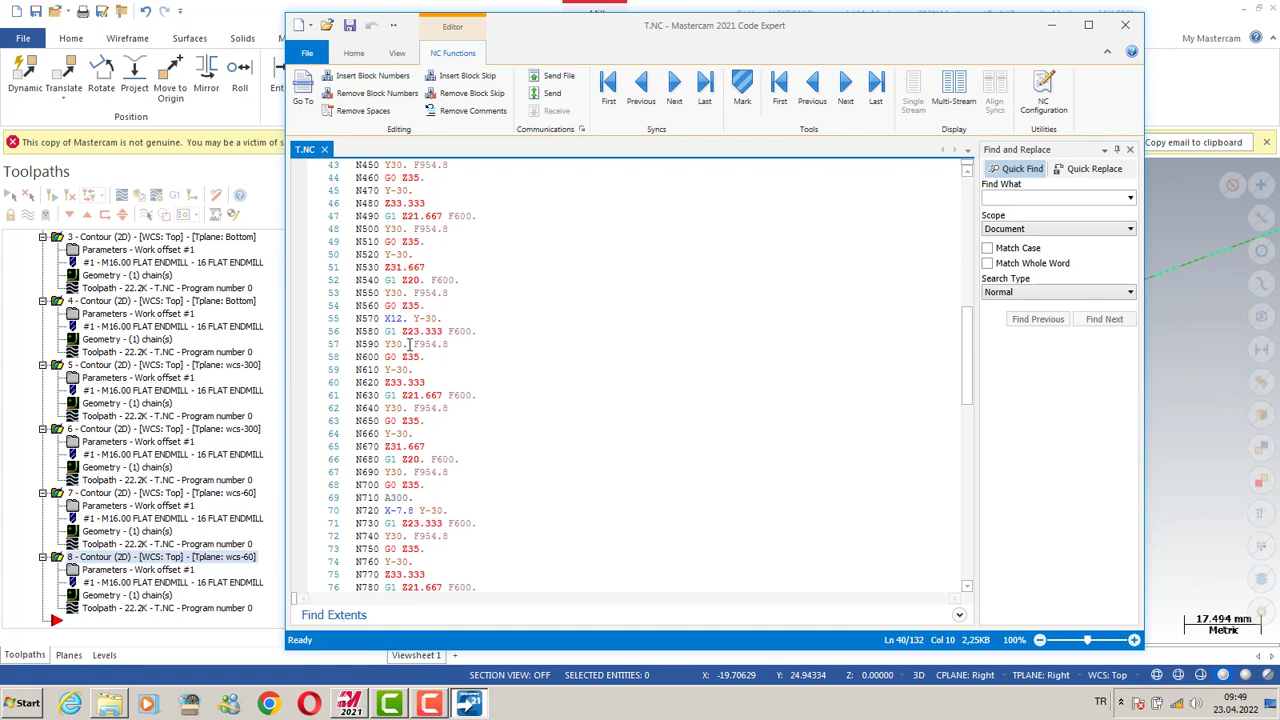 T.NC - Mastercam 2021 Code Expert
Editor
File
Home
Wireframe
Surfaces
Solids
My Mastercam
File
Home
View
NC Functions
Dynamic
Translate
Rotate
Project
Move to
Origin
Mirror
Roll
Position
Go To
Insert Block Numbers
Remove Block Numbers
Remove Spaces
Insert Block Skip
Remove Block Skip
Remove Comments
Editing
Send File
Send
Receive
Communications
First
Previous
Next
Last
Syncs
Mark
First
Previous
Next
Last
Tools
Single
Stream
Multi-Stream
Align
Syncs
Display
NC
Configuration
Utilities
This copy of Mastercam is not genuine. You may be a victim of s
Copy email to clipboard
Toolpaths
G1
3 - Contour (2D) - [WCS: Top] - [Tplane: Bottom]
Parameters - Work offset #1
#1 - M16.00 FLAT ENDMILL - 16 FLAT ENDMILL
Geometry - (1) chain(s)
Toolpath - 22.2K - T.NC - Program number 0
4 - Contour (2D) - [WCS: Top] - [Tplane: Bottom]
Parameters - Work offset #1
#1 - M16.00 FLAT ENDMILL - 16 FLAT ENDMILL
Geometry - (1) chain(s)
Toolpath - 22.2K - T.NC - Program number 0
5 - Contour (2D) - [WCS: Top] - [Tplane: wcs-300]
Parameters - Work offset #1
#1 - M16.00 FLAT ENDMILL - 16 FLAT ENDMILL
Geometry - (1) chain(s)
Toolpath - 22.2K - T.NC - Program number 0
6 - Contour (2D) - [WCS: Top] - [Tplane: wcs-300]
Parameters - Work offset #1
#1 - M16.00 FLAT ENDMILL - 16 FLAT ENDMILL
Geometry - (1) chain(s)
Toolpath - 22.2K - T.NC - Program number 0
7 - Contour (2D) - [WCS: Top] - [Tplane: wcs-60]
Parameters - Work offset #1
#1 - M16.00 FLAT ENDMILL - 16 FLAT ENDMILL
Geometry - (1) chain(s)
Toolpath - 22.2K - T.NC - Program number 0
8 - Contour (2D) - [WCS: Top] - [Tplane: wcs-60]
Parameters - Work offset #1
#1 - M16.00 FLAT ENDMILL - 16 FLAT ENDMILL
Geometry - (1) chain(s)
Toolpath - 22.2K - T.NC - Program number 0
Toolpaths
Planes
Levels
T.NC
43 N450 Y30. F954.8
44 N460 G0 Z35.
45 N470 Y-30.
46 N480 Z33.333
47 N490 G1 Z21.667 F600.
48 N500 Y30. F954.8
49 N510 G0 Z35.
50 N520 Y-30.
51 N530 Z31.667
52 N540 G1 Z20. F600.
53 N550 Y30. F954.8
54 N560 G0 Z35.
55 N570 X12. Y-30.
56 N580 G1 Z23.333 F600.
57 N590 Y30. F954.8
58 N600 G0 Z35.
59 N610 Y-30.
60 N620 Z33.333
61 N630 G1 Z21.667 F600.
62 N640 Y30. F954.8
63 N650 G0 Z35.
64 N660 Y-30.
65 N670 Z31.667
66 N680 G1 Z20. F600.
67 N690 Y30. F954.8
68 N700 G0 Z35.
69 N710 A300.
70 N720 X-7.8 Y-30.
71 N730 G1 Z23.333 F600.
72 N740 Y30. F954.8
73 N750 G0 Z35.
74 N760 Y-30.
75 N770 Z33.333
76 N780 G1 Z21.667 F600.
Find Extents
Ready
Ln 40/132
Col 10
2,25KB
100%
Find and Replace
Quick Find
Quick Replace
Find What
Scope
Document
Match Case
Match Whole Word
Search Type
Normal
Find Previous
Find Next
17.494 mm
Metric
Viewsheet 1
SECTION VIEW: OFF
SELECTED ENTITIES: 0
X: -19.70629
Y: 24.94334
Z: 0.00000
3D
CPLANE: Right
TPLANE: Right
WCS: Top
Start
2021
21
TR
09:49
23.04.2022